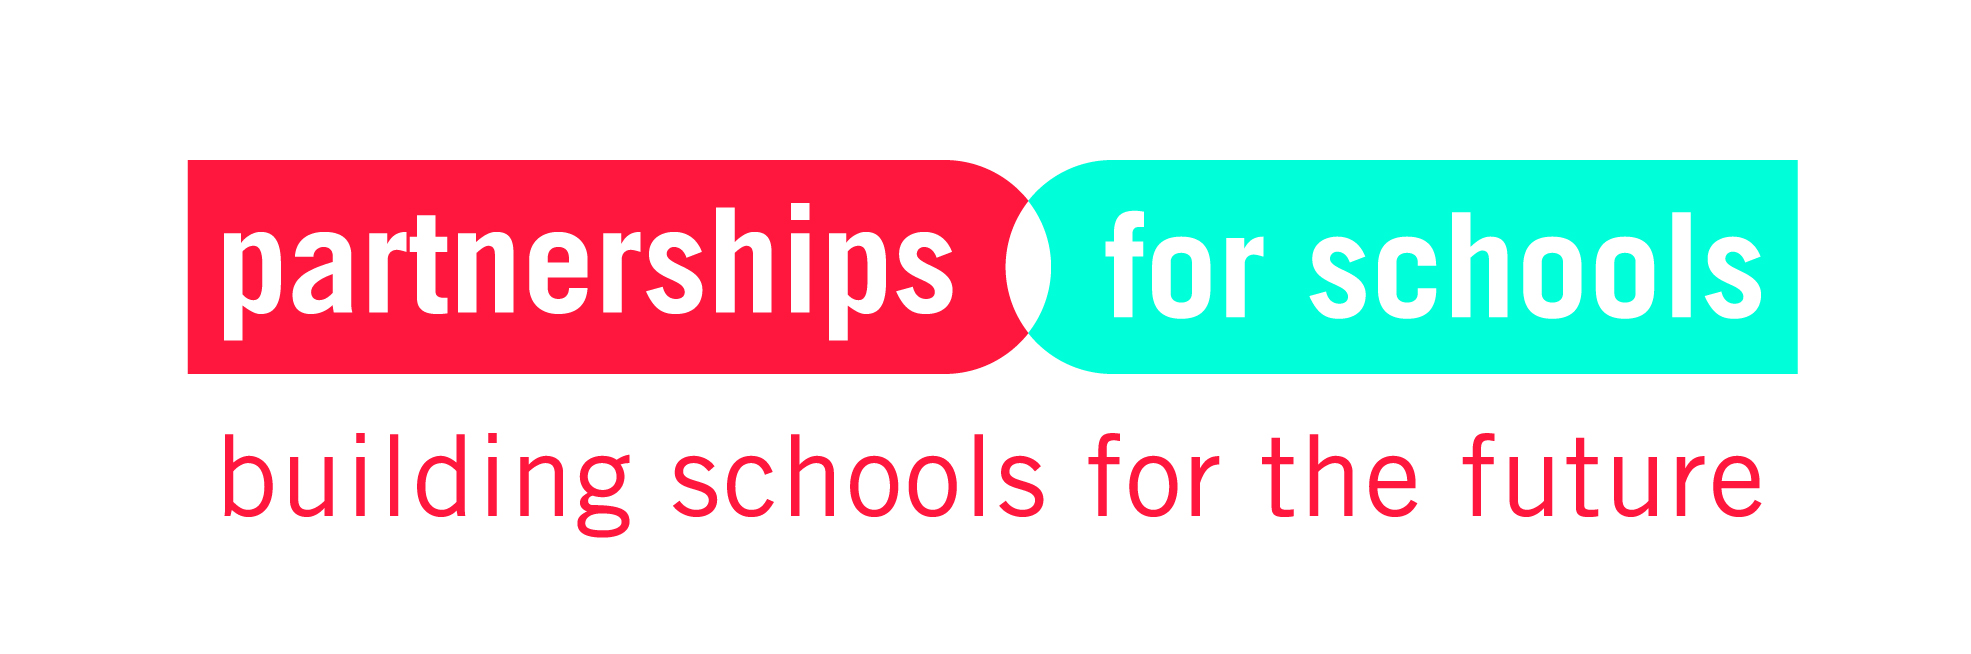 partnerships for schools
building schools for the future